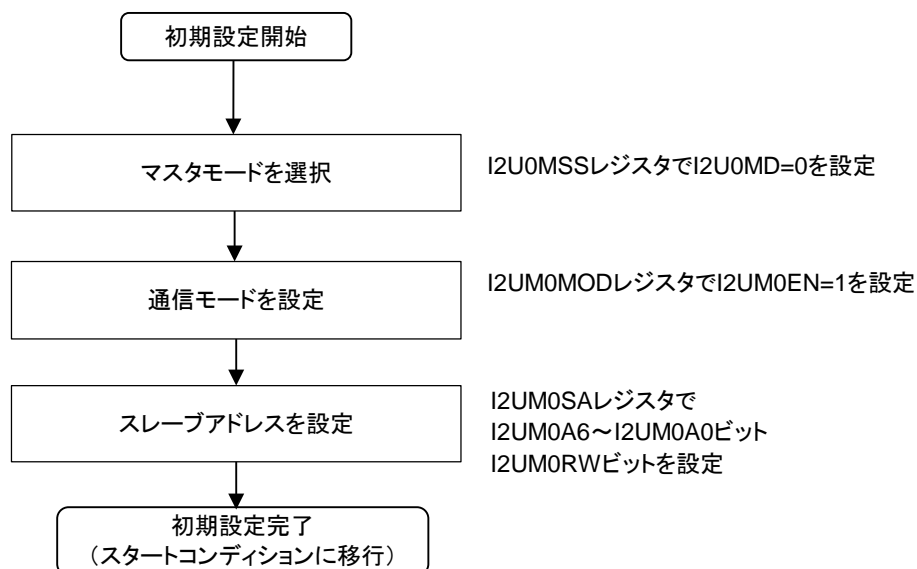 初期設定開始
マスタモードを選択
I2U0MSSレジスタでI2U0MD=0を設定
通信モードを設定
I2UM0MODレジスタでI2UM0EN=1を設定
スレーブアドレスを設定
I2UM0SAレジスタで
I2UM0A6～I2UM0A0ビット
I2UM0RWビットを設定
初期設定完了
（スタートコンディションに移行）